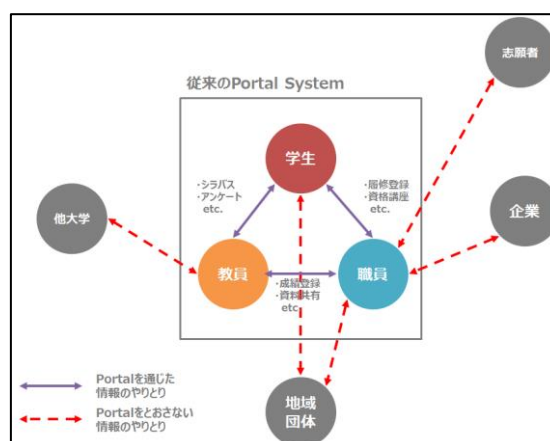 志願者
従来のPortal System
学生
・シラバス
・アンケート
etc.
・履修登録
・資格講座
etc.
他大学
企業
教員
職員
・成績登録
・資料共有
etc
地域
団体
Portalを通じた
情報のやりとり
Portalをとおさない
情報のやりとり